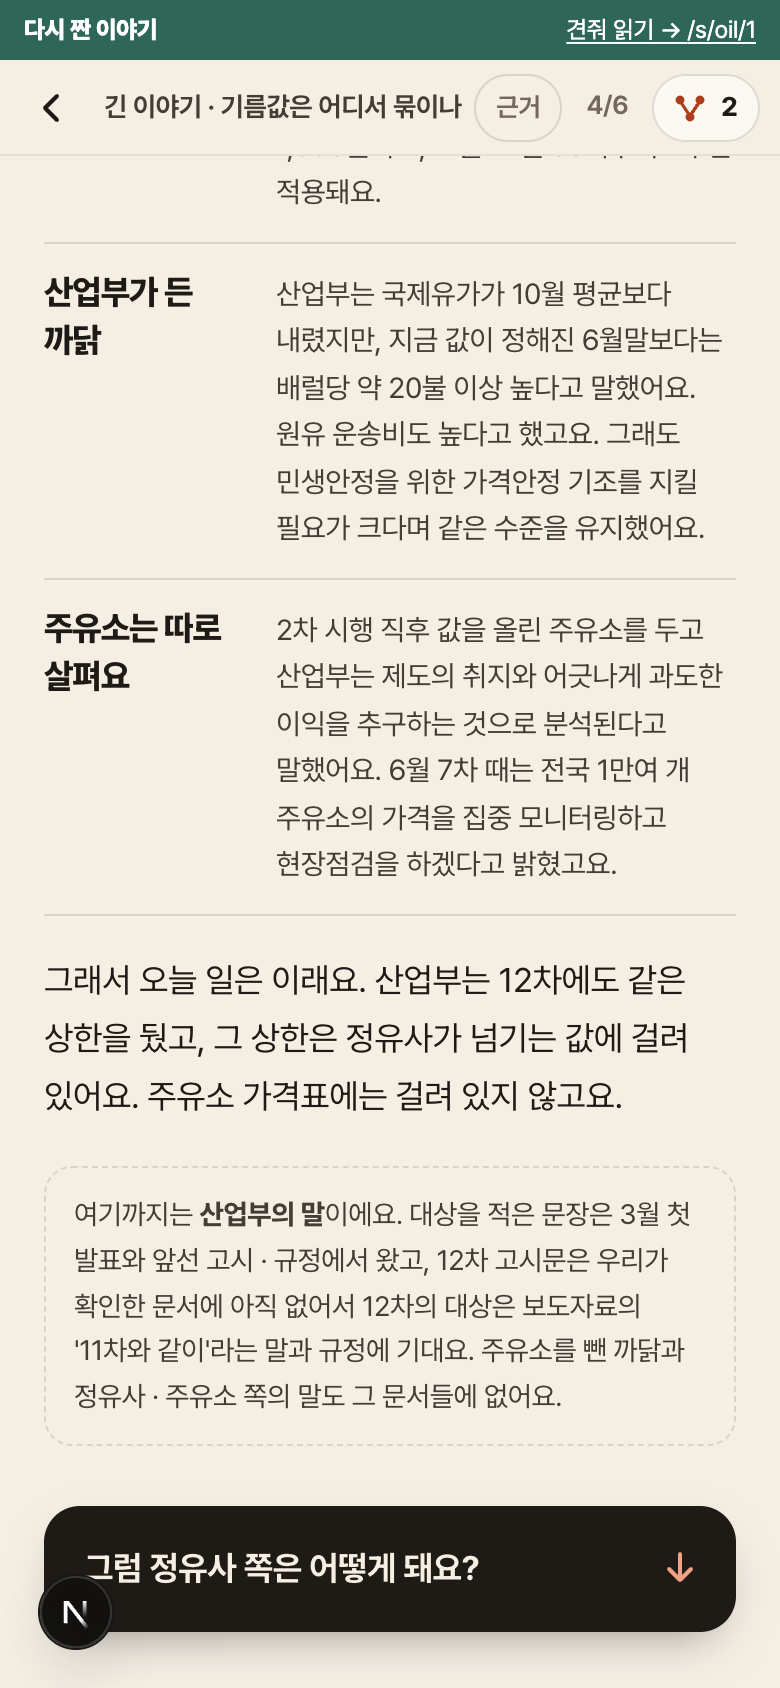 다시 짠 이야기
견줘 읽기 → /s/oil/1
긴 이야기 · 기름값은 어디서 묶이나
근거
4/6
2
적용돼요.
산업부가 든
까닭
산업부는 국제유가가 10월 평균보다
내렸지만, 지금 값이 정해진 6월말보다는
배럴당 약 20불 이상 높다고 말했어요.
원유 운송비도 높다고 했고요. 그래도
민생안정을 위한 가격안정 기조를 지킬
필요가 크다며 같은 수준을 유지했어요.
주유소는 따로
살펴요
2차 시행 직후 값을 올린 주유소를 두고
산업부는 제도의 취지와 어긋나게 과도한
이익을 추구하는 것으로 분석된다고
말했어요. 6월 7차 때는 전국 1만여 개
주유소의 가격을 집중 모니터링하고
현장점검을 하겠다고 밝혔고요.
그래서 오늘 일은 이래요. 산업부는 12차에도 같은
상한을 뒀고, 그 상한은 정유사가 넘기는 값에 걸려
있어요. 주유소 가격표에는 걸려 있지 않고요.
여기까지는 산업부의 말이에요. 대상을 적은 문장은 3월 첫
발표와 앞선 고시 · 규정에서 왔고, 12차 고시문은 우리가
확인한 문서에 아직 없어서 12차의 대상은 보도자료의
'11차와 같이'라는 말과 규정에 기대요. 주유소를 뺀 까닭과
정유사 · 주유소 쪽의 말도 그 문서들에 없어요.
그럼 정유사 쪽은 어떻게 돼요?
N